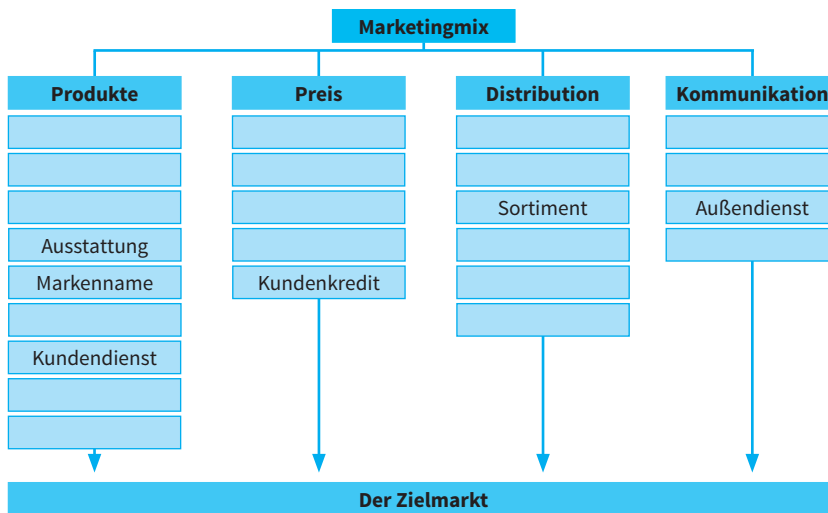 Marketingmix
Produkte
Preis
Distribution
Kommunikation
Sortiment
Außendienst
Ausstattung
Markenname
Kundenkredit
Kundendienst
Der Zielmarkt